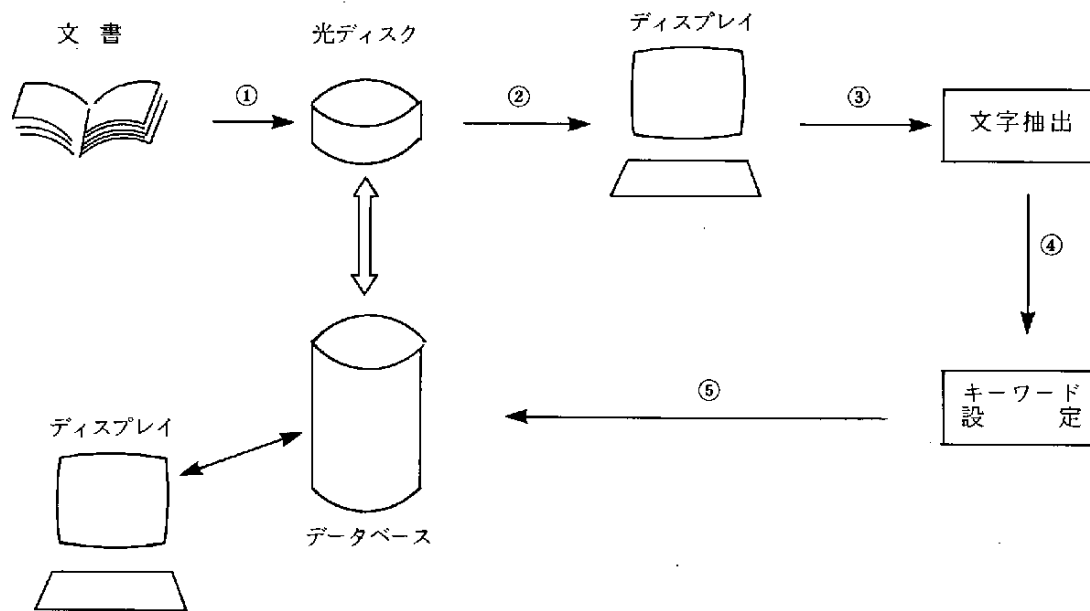 文書
光ディスク
ディスプレイ
①
②
③
文字抽出
④
キーワード
設定
⑤
ディスプレイ
データベース